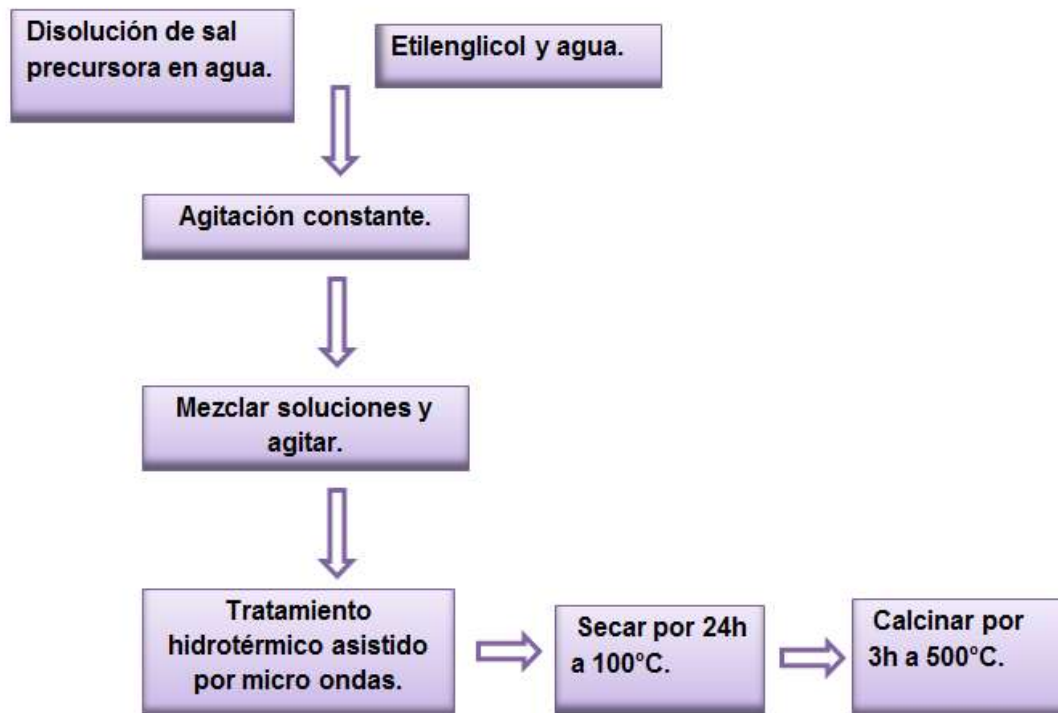 Disolución de sal
precursora en agua.
Etilenglicol y agua.
Agitación constante.
Mezclar soluciones y
agitar.
Tratamiento
hidrotérmico asistido
por micro ondas.
Secar por 24h
a 100°C.
Calcinar por
3h a 500°C.